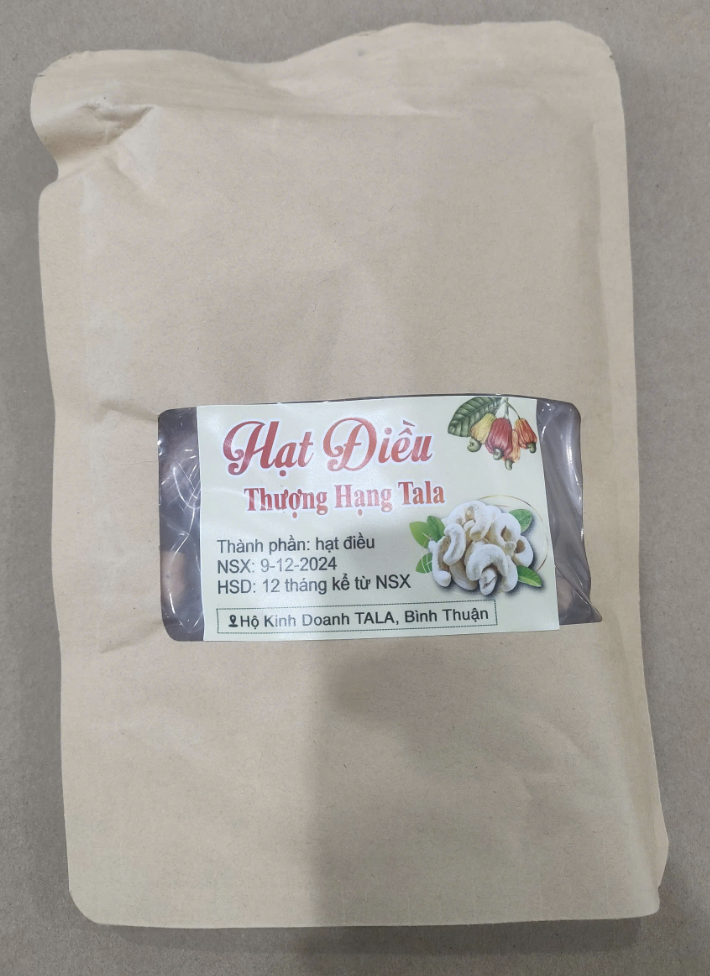 Hạt Điều
Thượng Hạng Tala
Thành phần: hạt điều
NSX: 9-12-2024
HSD: 12 tháng kể từ NSX
Hộ Kinh Doanh TALA, Bình Thuận